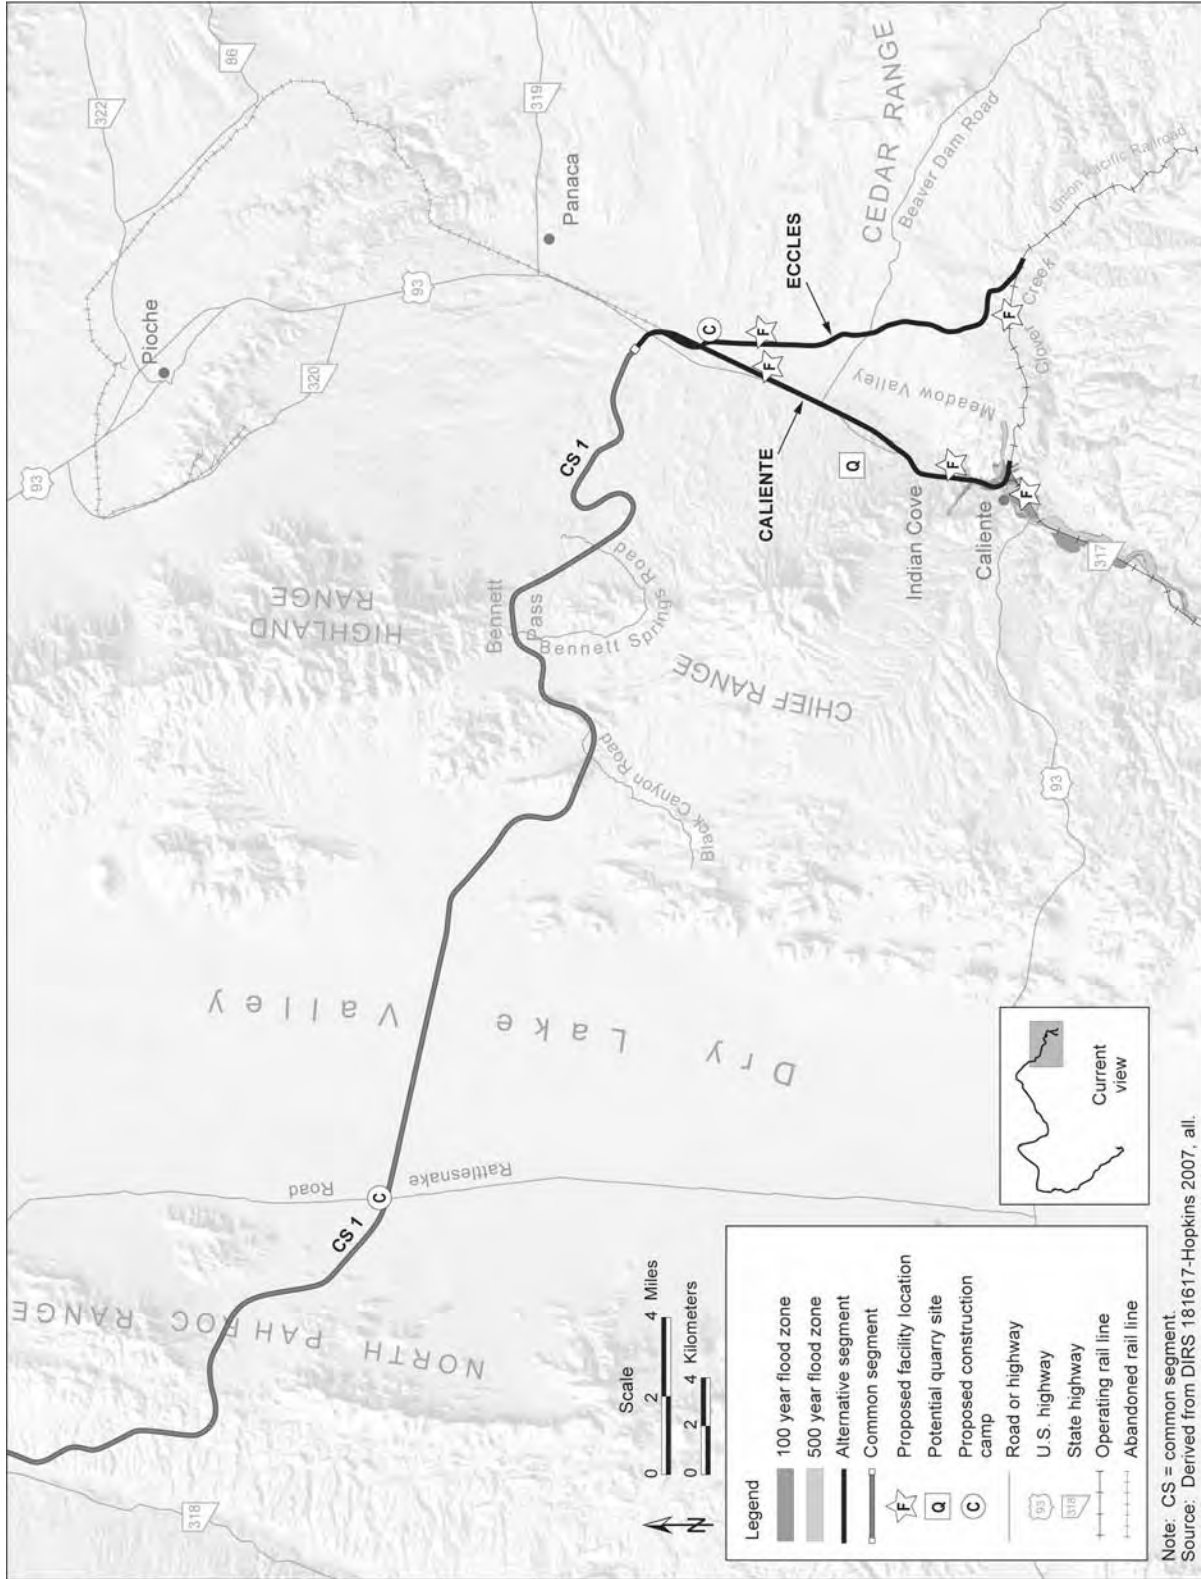 93
322
86
Pioche
320
93
319
Panaca
HIGHLAND
RANGE
Bennett
Pass
Bennett Springs Road
CS 1
CHIEF RANGE
Black Canyon Road
CEDAR RANGE
Beaver Dam Road
Union Pacific Railroad
ECCLES
C
F
F
Meadow Valley
Clover Creek
F
CALIENTE
Q
F
Indian Cove
Caliente
F
317
93
Dry Lake Valley
Rattlesnake Road
C
CS 1
NORTH PAHROC RANGE
318
Scale
0 2 4 Miles
0 2 4 Kilometers
N
Legend
100 year flood zone
500 year flood zone
Alternative segment
Common segment
F Proposed facility location
Q Potential quarry site
C Proposed construction
camp
Road or highway
93 U.S. highway
318 State highway
Operating rail line
Abandoned rail line
Current
view
Note: CS = common segment.
Source: Derived from DIRS 181617-Hopkins 2007, all.